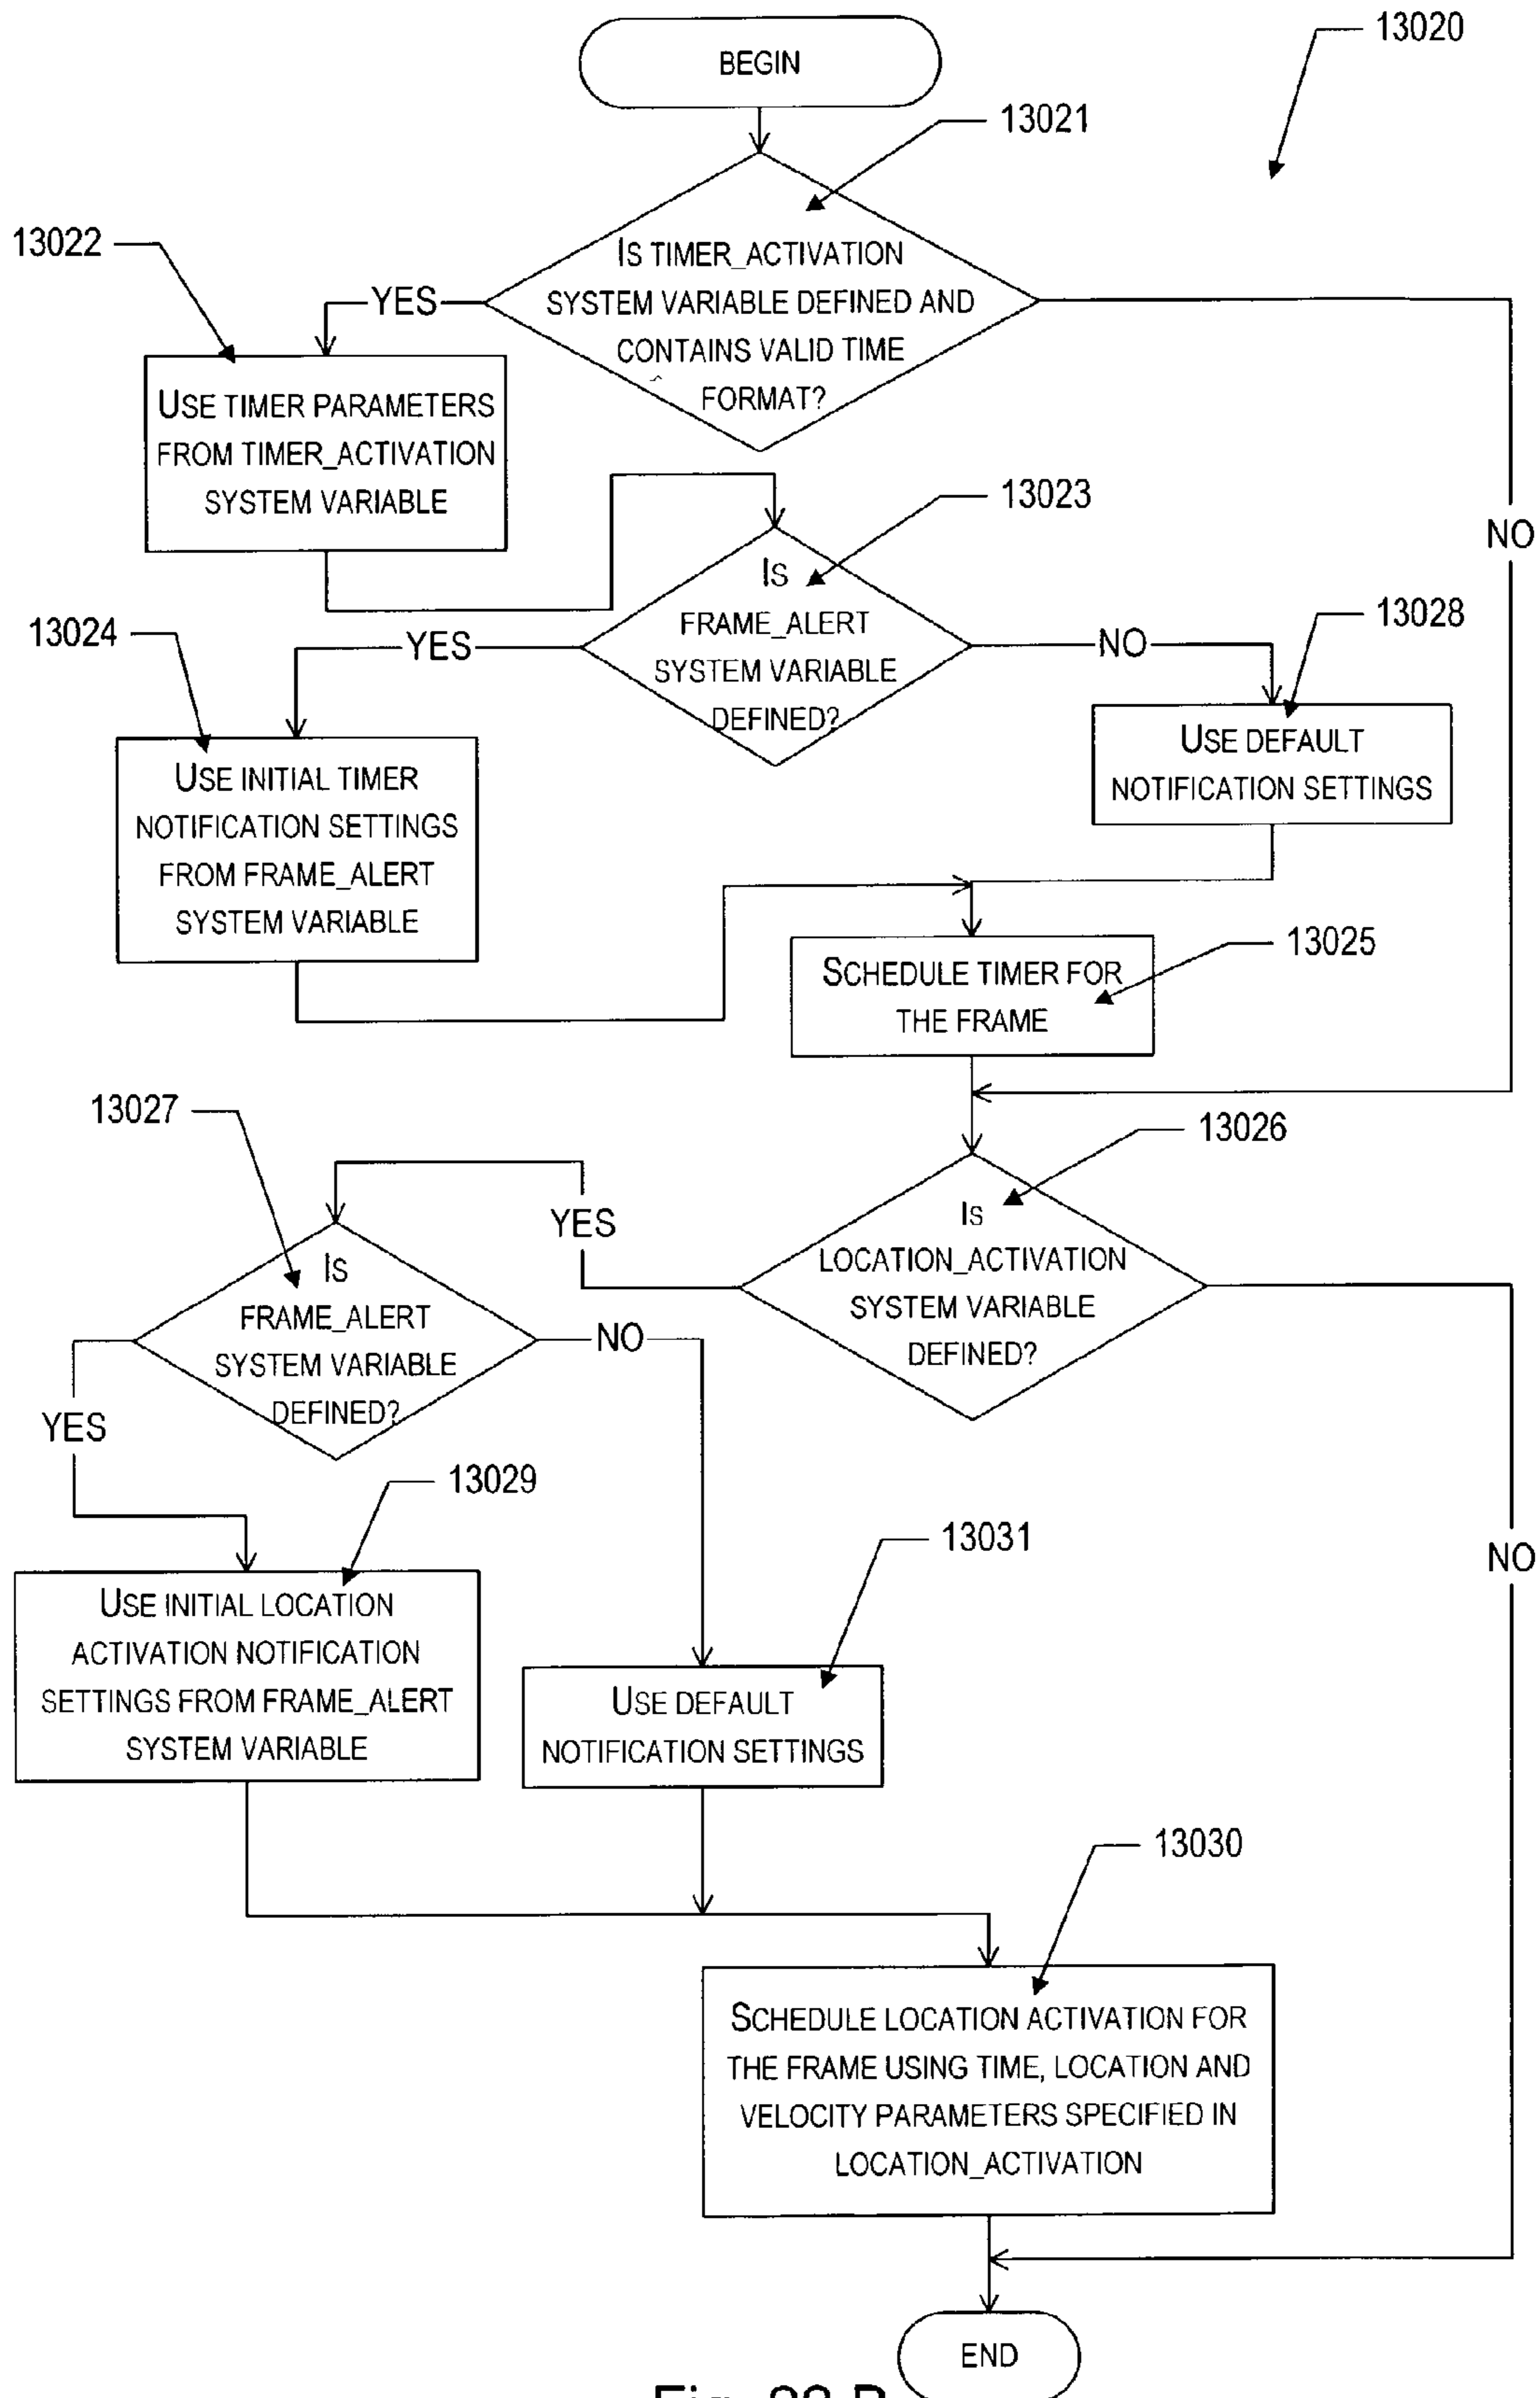 13020
BEGIN
13021
IS TIMER_ACTIVATION
SYSTEM VARIABLE DEFINED AND
CONTAINS VALID TIME
FORMAT?
13022
YES
NO
USE TIMER PARAMETERS
FROM TIMER_ACTIVATION
SYSTEM VARIABLE
13023
IS
FRAME_ALERT
SYSTEM VARIABLE
DEFINED?
13024
YES
NO
13028
USE INITIAL TIMER
NOTIFICATION SETTINGS
FROM FRAME_ALERT
SYSTEM VARIABLE
USE DEFAULT
NOTIFICATION SETTINGS
13025
SCHEDULE TIMER FOR
THE FRAME
13026
IS
LOCATION_ACTIVATION
SYSTEM VARIABLE
DEFINED?
YES
NO
13027
IS
FRAME_ALERT
SYSTEM VARIABLE
DEFINED?
YES
NO
13029
USE INITIAL LOCATION
ACTIVATION NOTIFICATION
SETTINGS FROM FRAME_ALERT
SYSTEM VARIABLE
13031
USE DEFAULT
NOTIFICATION SETTINGS
13030
SCHEDULE LOCATION ACTIVATION FOR
THE FRAME USING TIME, LOCATION AND
VELOCITY PARAMETERS SPECIFIED IN
LOCATION_ACTIVATION
END